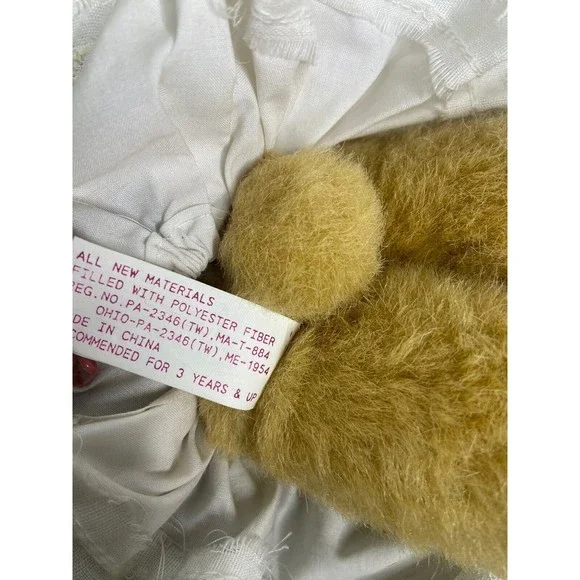 ALL NEW MATERIALS
FILLED WITH POLYESTER FIBER
REG.NO.PA-2346(TW),MA-T-884
OHIO-PA-2346(TW),ME-1954
DE IN CHINA
COMMENDED FOR 3 YEARS & UP